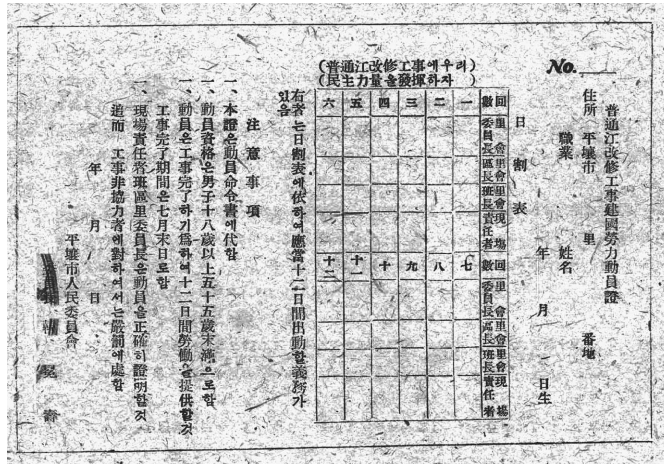 No.
普通江改修工事建國勞力動員證
住所 平壤市 里 番地
職業 姓名
年 月 日生
(普通江改修工事에우리)
(民主力量을發揮하자)
日割表
回數 一 二 三 四 五 六
里會委員長
里會區長
里會班長
現場責任者
回數 七 八 九 十 十一 十二
里會委員長
里會區長
里會班長
現場責任者
右者는日割表에依하여應當十二日間出動할義務가
있음
注意事項
一、本證은動員命令書에代함
一、動員資格은男子十八歲以上五十五歲未滿으로함
一、動員은工事完了하기爲하여十二日間勞働을提供할것
工事完了期間은七月末日로함
一、現場責任者班區里委員長은動員을正確히證明할것
追而 工事非協力者에對하여서는嚴罰에處함
年 月 日
平壤市人民委員會